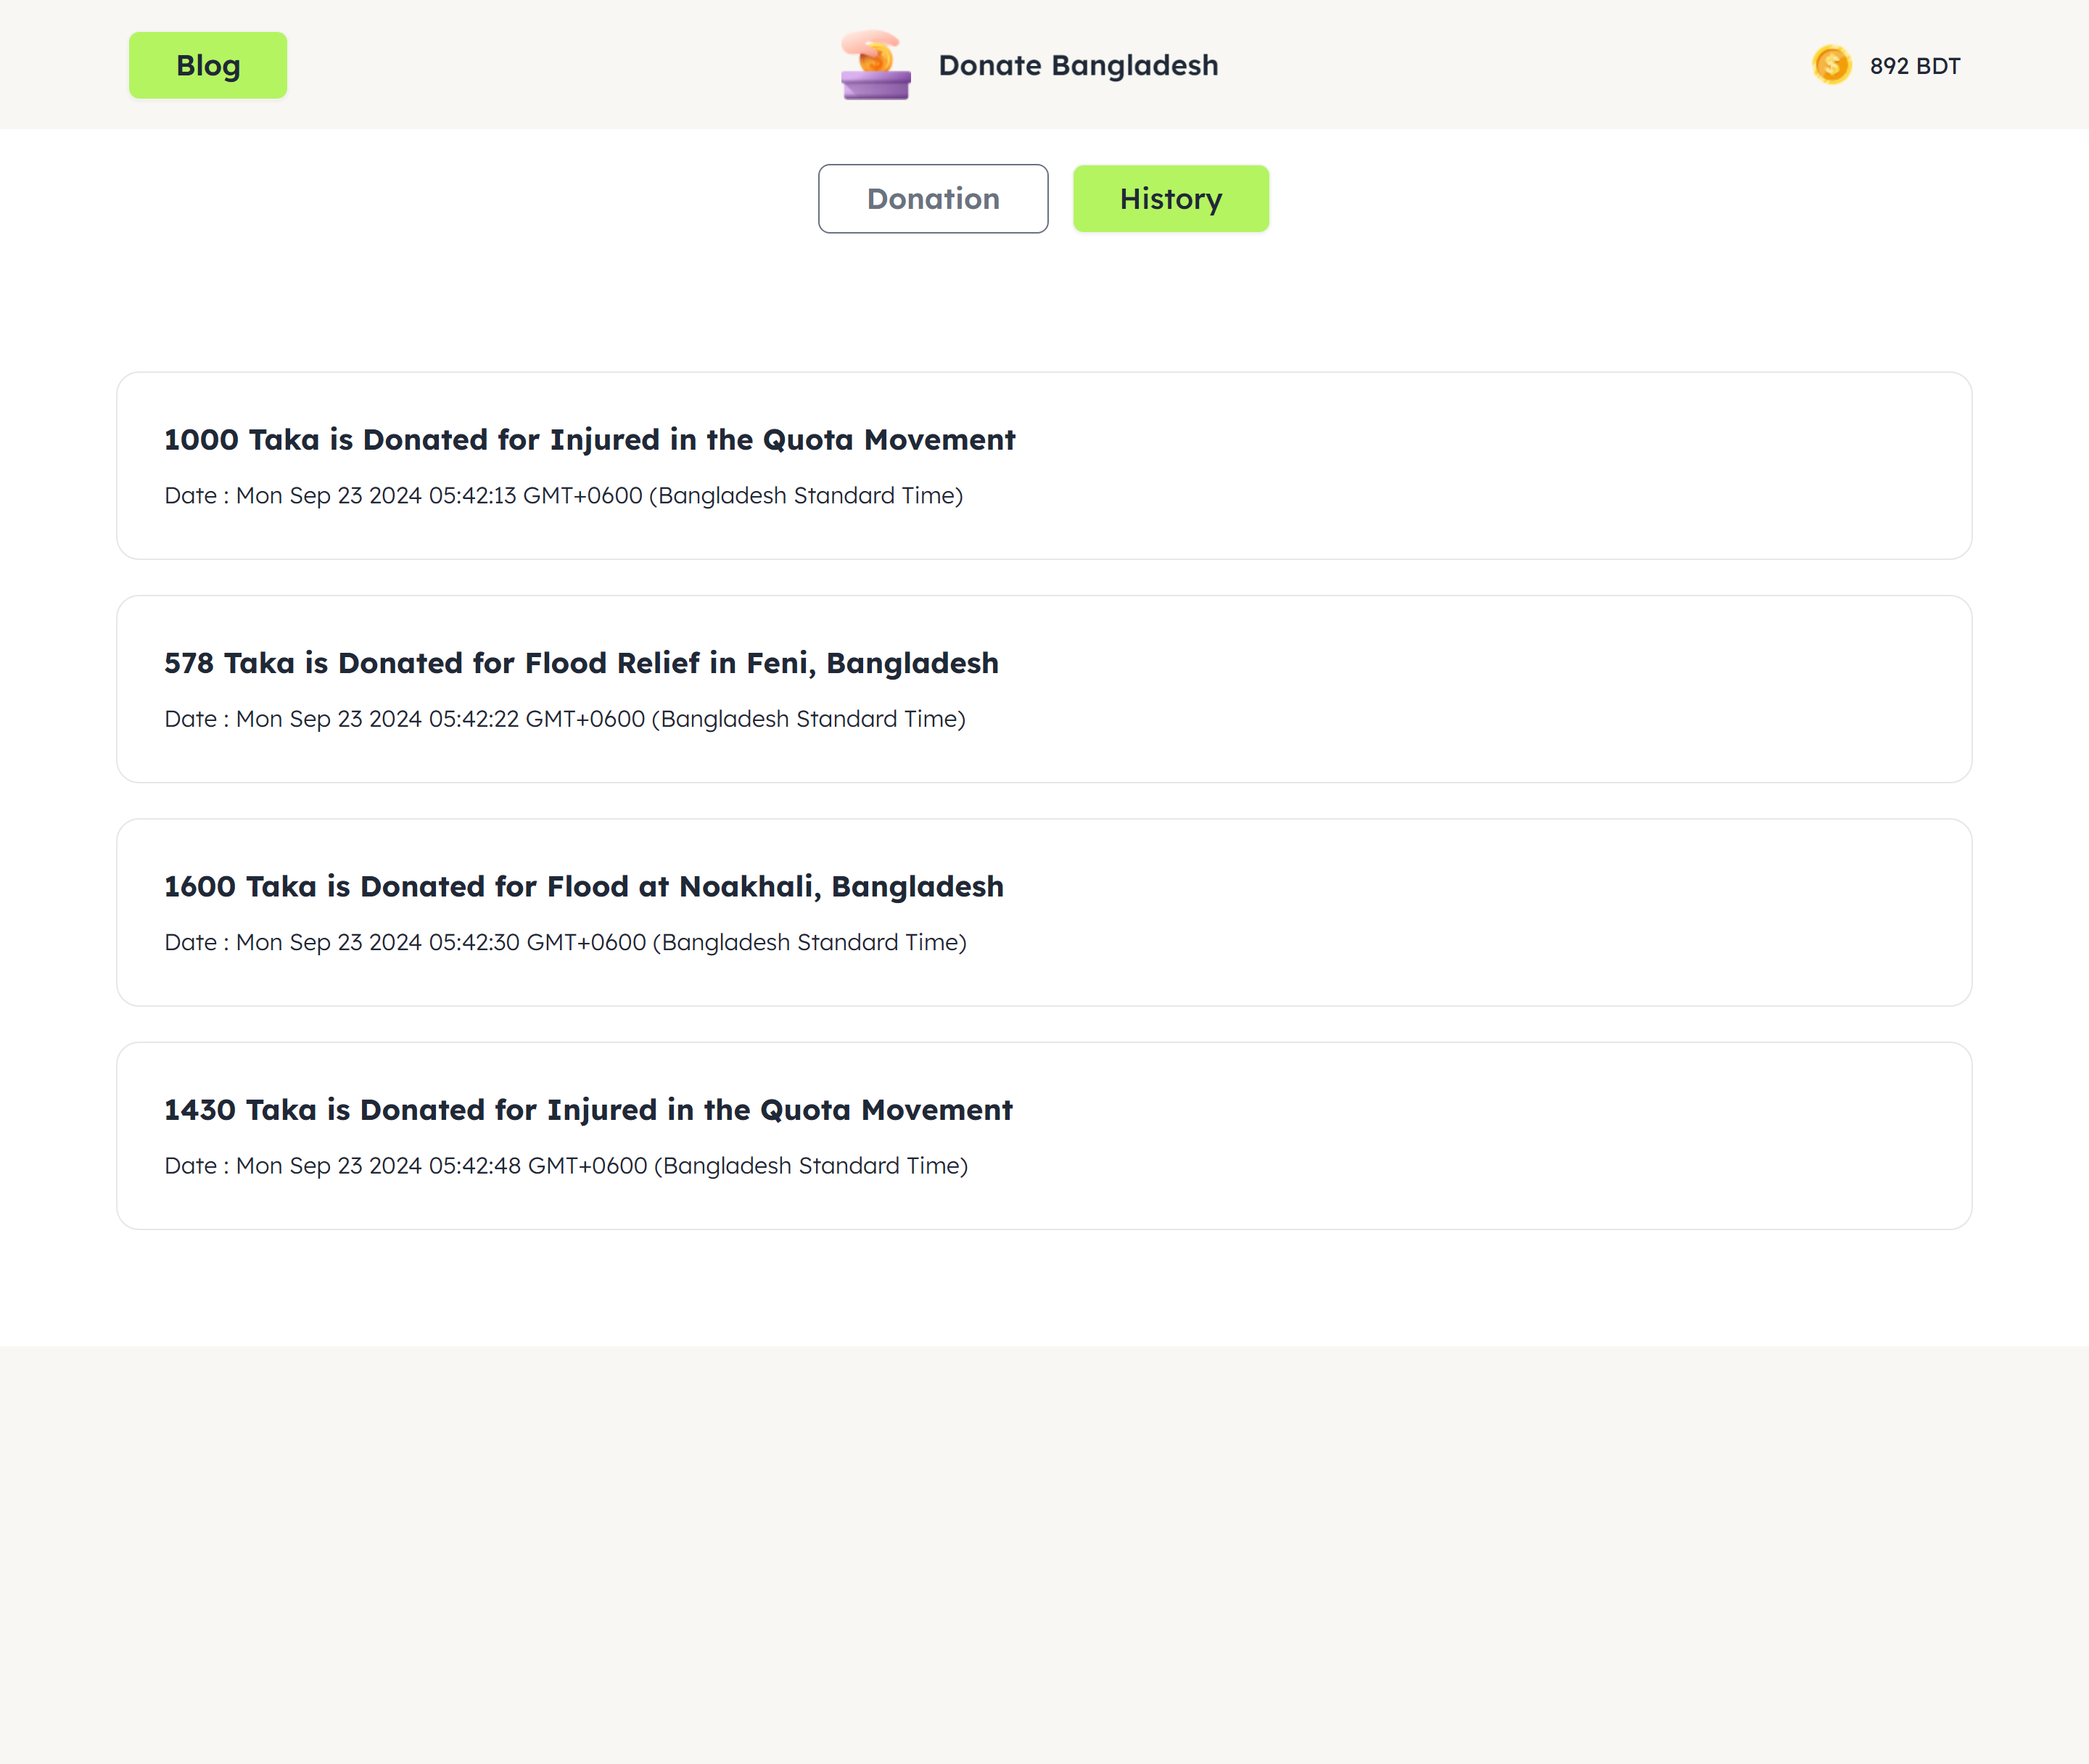 Blog
Donate Bangladesh
892 BDT
Donation
History
1000 Taka is Donated for Injured in the Quota Movement
Date : Mon Sep 23 2024 05:42:13 GMT+0600 (Bangladesh Standard Time)
578 Taka is Donated for Flood Relief in Feni, Bangladesh
Date : Mon Sep 23 2024 05:42:22 GMT+0600 (Bangladesh Standard Time)
1600 Taka is Donated for Flood at Noakhali, Bangladesh
Date : Mon Sep 23 2024 05:42:30 GMT+0600 (Bangladesh Standard Time)
1430 Taka is Donated for Injured in the Quota Movement
Date : Mon Sep 23 2024 05:42:48 GMT+0600 (Bangladesh Standard Time)